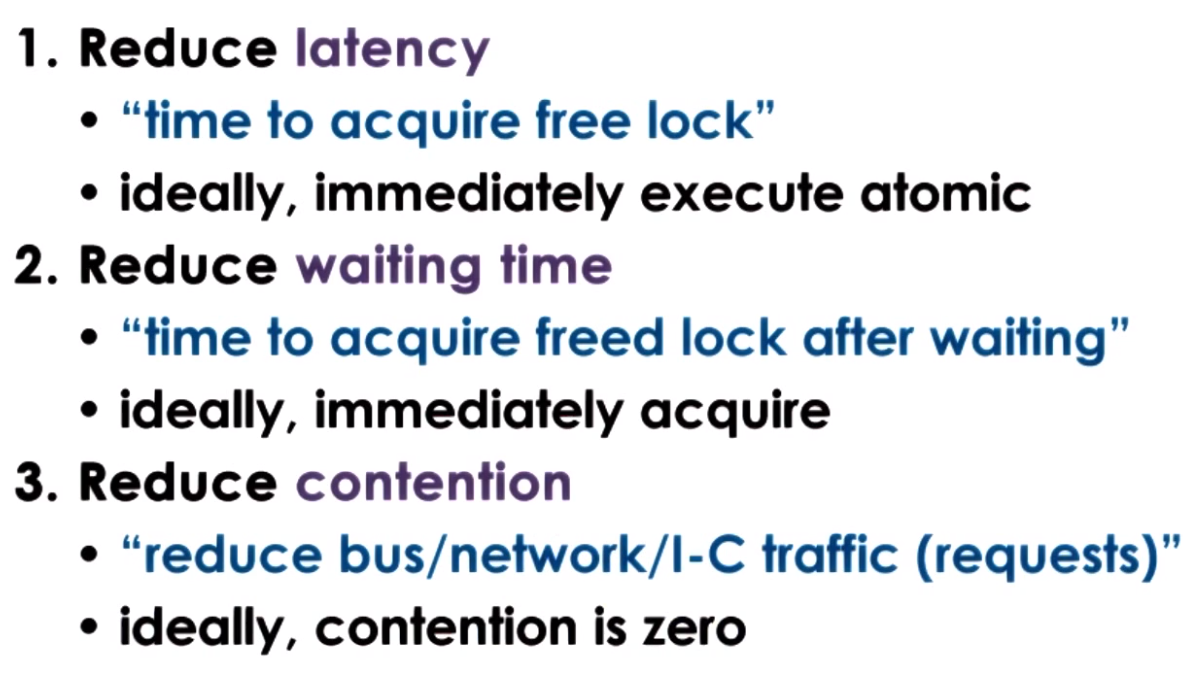 1. Reduce latency
• “time to acquire free lock”
• ideally, immediately execute atomic
2. Reduce waiting time
• “time to acquire freed lock after waiting”
• ideally, immediately acquire
3. Reduce contention
• “reduce bus/network/I-C traffic (requests)”
• ideally, contention is zero